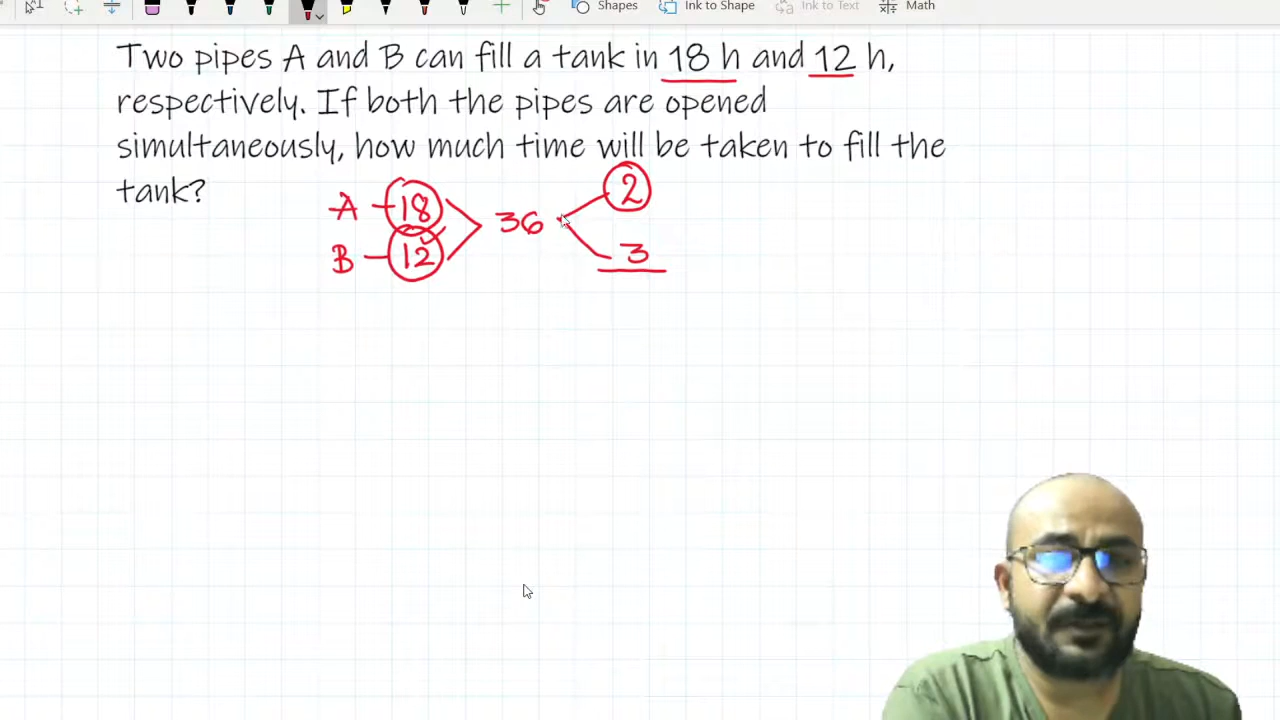 Shapes Ink to Shape Ink to Text Math
Two pipes A and B can fill a tank in 18 h and 12 h,
respectively. If both the pipes are opened
simultaneously, how much time will be taken to fill the
tank?
A - 18
B - 12
36
2
3